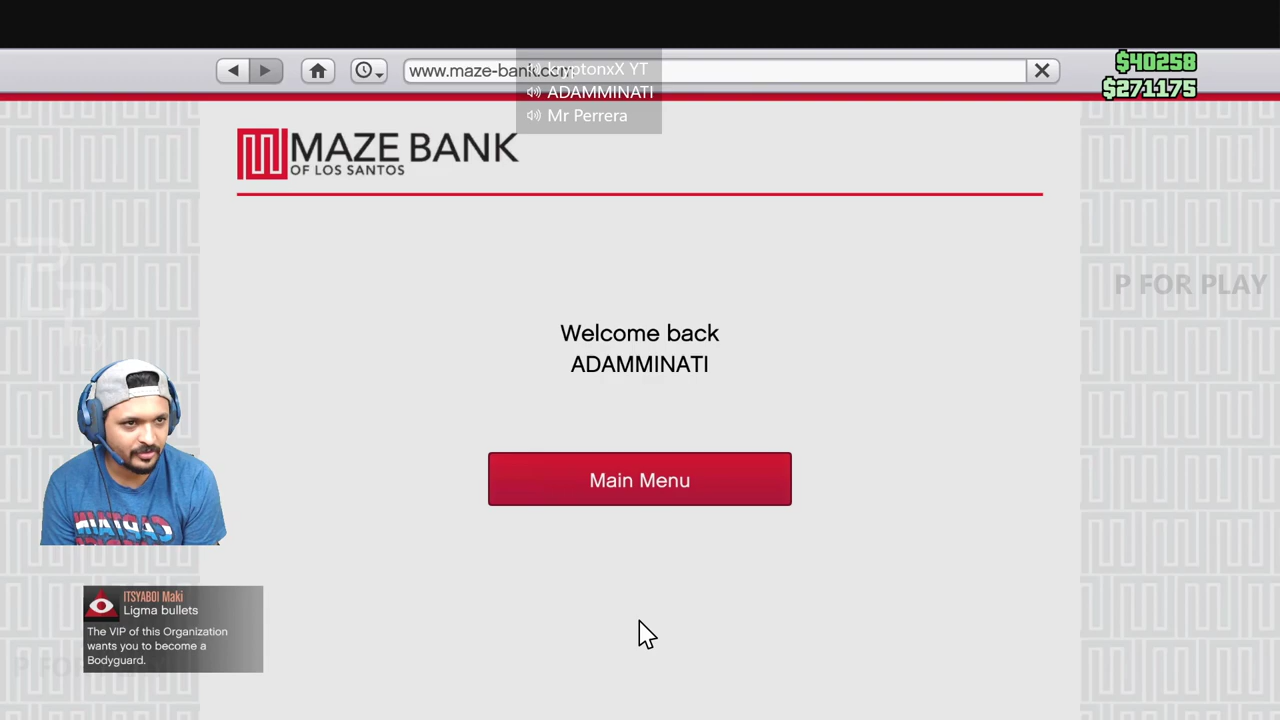 $40258
www.maze-bank.com
kryptonxX YT
$271175
ADAMMINATI
Mr Perrera
MAZE BANK
OF LOS SANTOS
P FOR PLAY
Welcome back
ADAMMINATI
Main Menu
ITSYABOI Maki
Ligma bullets
The VIP of this Organization
wants you to become a
Bodyguard.